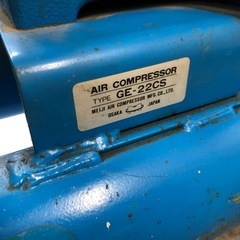 AIR COMPRESSOR
TYPE GE-22CS
MEIJI AIR COMPRESSOR MFG.CO.,LTD.
OSAKA JAPAN